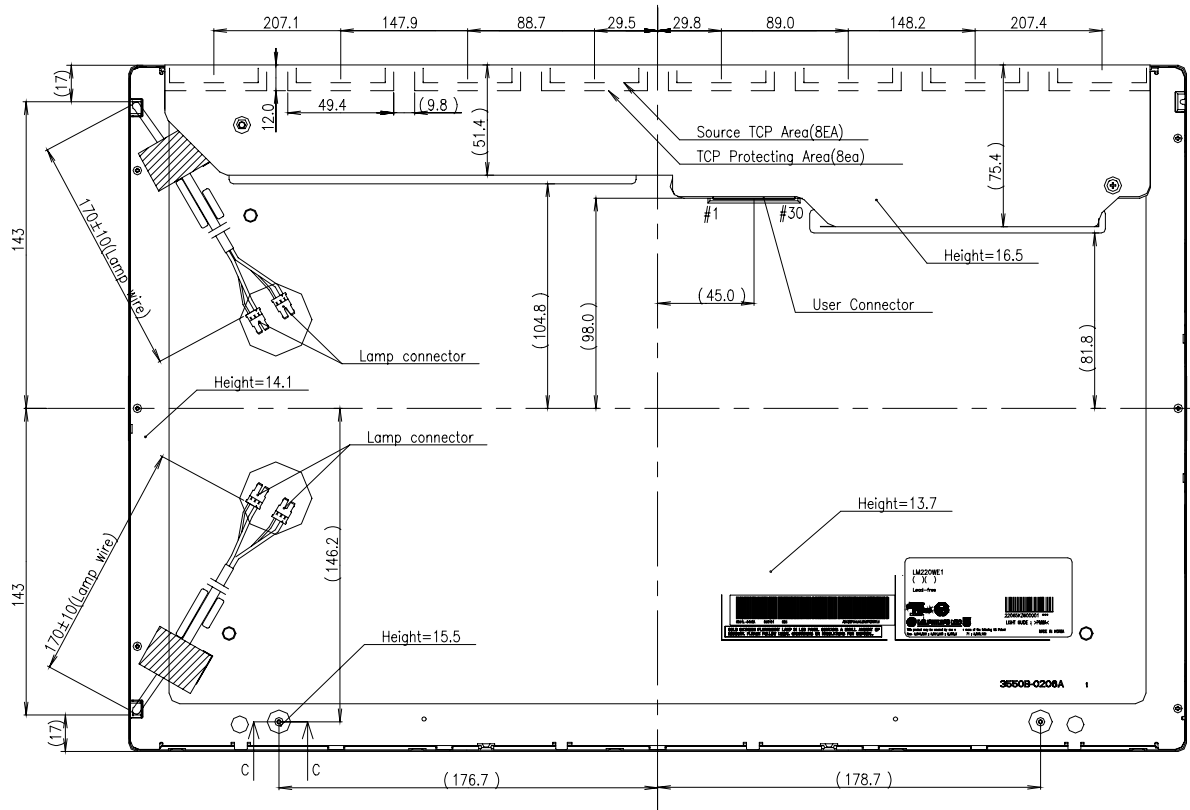 207.1 147.9 88.7 29.5 29.8 89.0 148.2 207.4
(17)
12.0
49.4
(9.8)
(51.4)
Source TCP Area(8EA)
TCP Protecting Area(8ea)
(75.4)
143
170±10(Lamp wire)
#1
#30
Height=16.5
(45.0)
User Connector
(104.8)
(98.0)
(81.8)
Lamp connector
Height=14.1
Lamp connector
143
170±10(Lamp wire)
(146.2)
Height=13.7
LM220WE1
( )( )
Lead-free
MADE IN KOREA
Height=15.5
3550B-0206A 1
(17)
C C
(176.7)
(178.7)